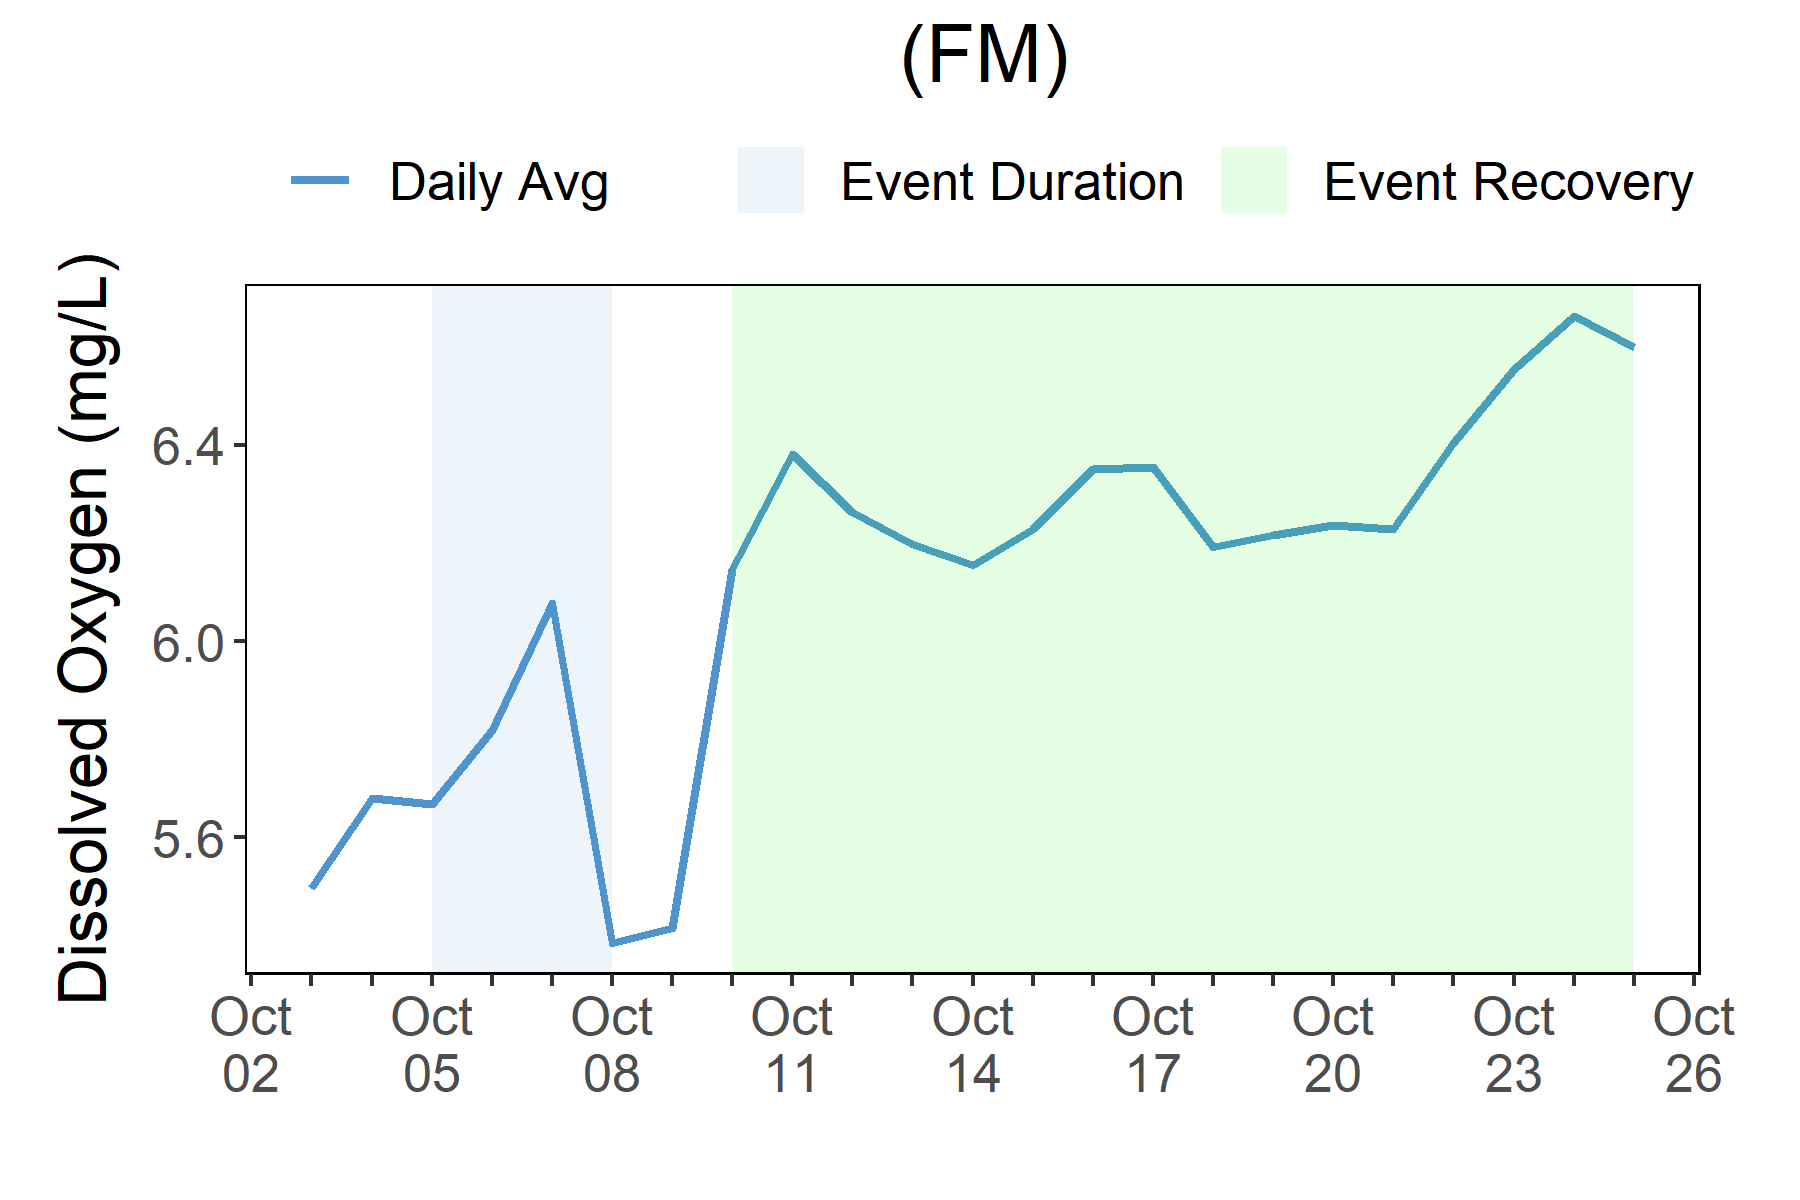 (FM)
Daily Avg Event Duration Event Recovery
Dissolved Oxygen (mg/L)
6.4
6.0
5.6
Oct Oct Oct Oct Oct Oct Oct Oct Oct
02 05 08 11 14 17 20 23 26